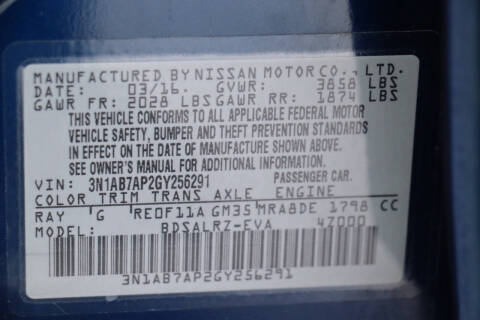 MANUFACTURED BY NISSAN MOTOR CO., LTD.
DATE: 03/16. GVWR: 3858 LBS
GAWR FR: 2028 LBS GAWR RR: 1874 LBS
THIS VEHICLE CONFORMS TO ALL APPLICABLE FEDERAL MOTOR
VEHICLE SAFETY, BUMPER AND THEFT PREVENTION STANDARDS
IN EFFECT ON THE DATE OF MANUFACTURE SHOWN ABOVE.
SEE OWNER'S MANUAL FOR ADDITIONAL INFORMATION.
VIN: 3N1AB7AP2GY256291 PASSENGER CAR.
COLOR TRIM TRANS AXLE ENGINE
RAY G RE0F11A GM35 MRA8DE 1798 CC
MODEL: BDSALRZ-EVA 4Z000
3N1AB7AP2GY256291